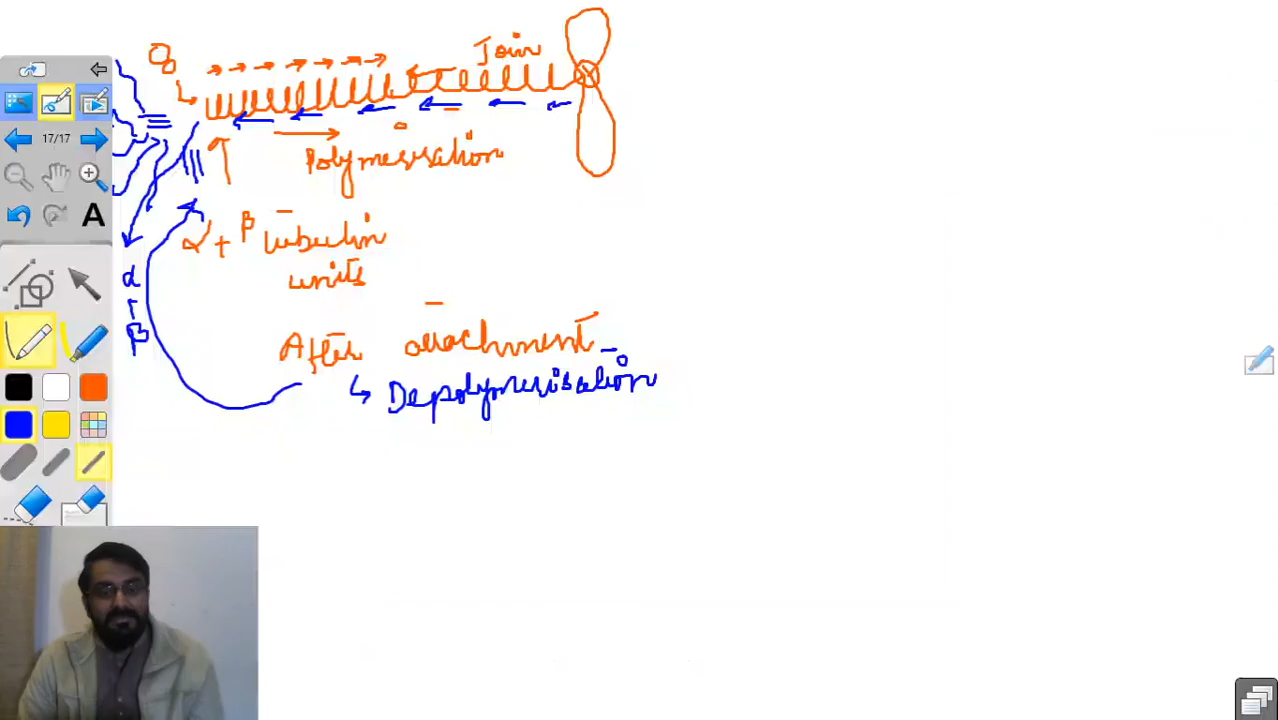 Join
Polymerisation
α + β tubulin
units
α
β
After attachment
↳ Depolymerisation
17/17
A